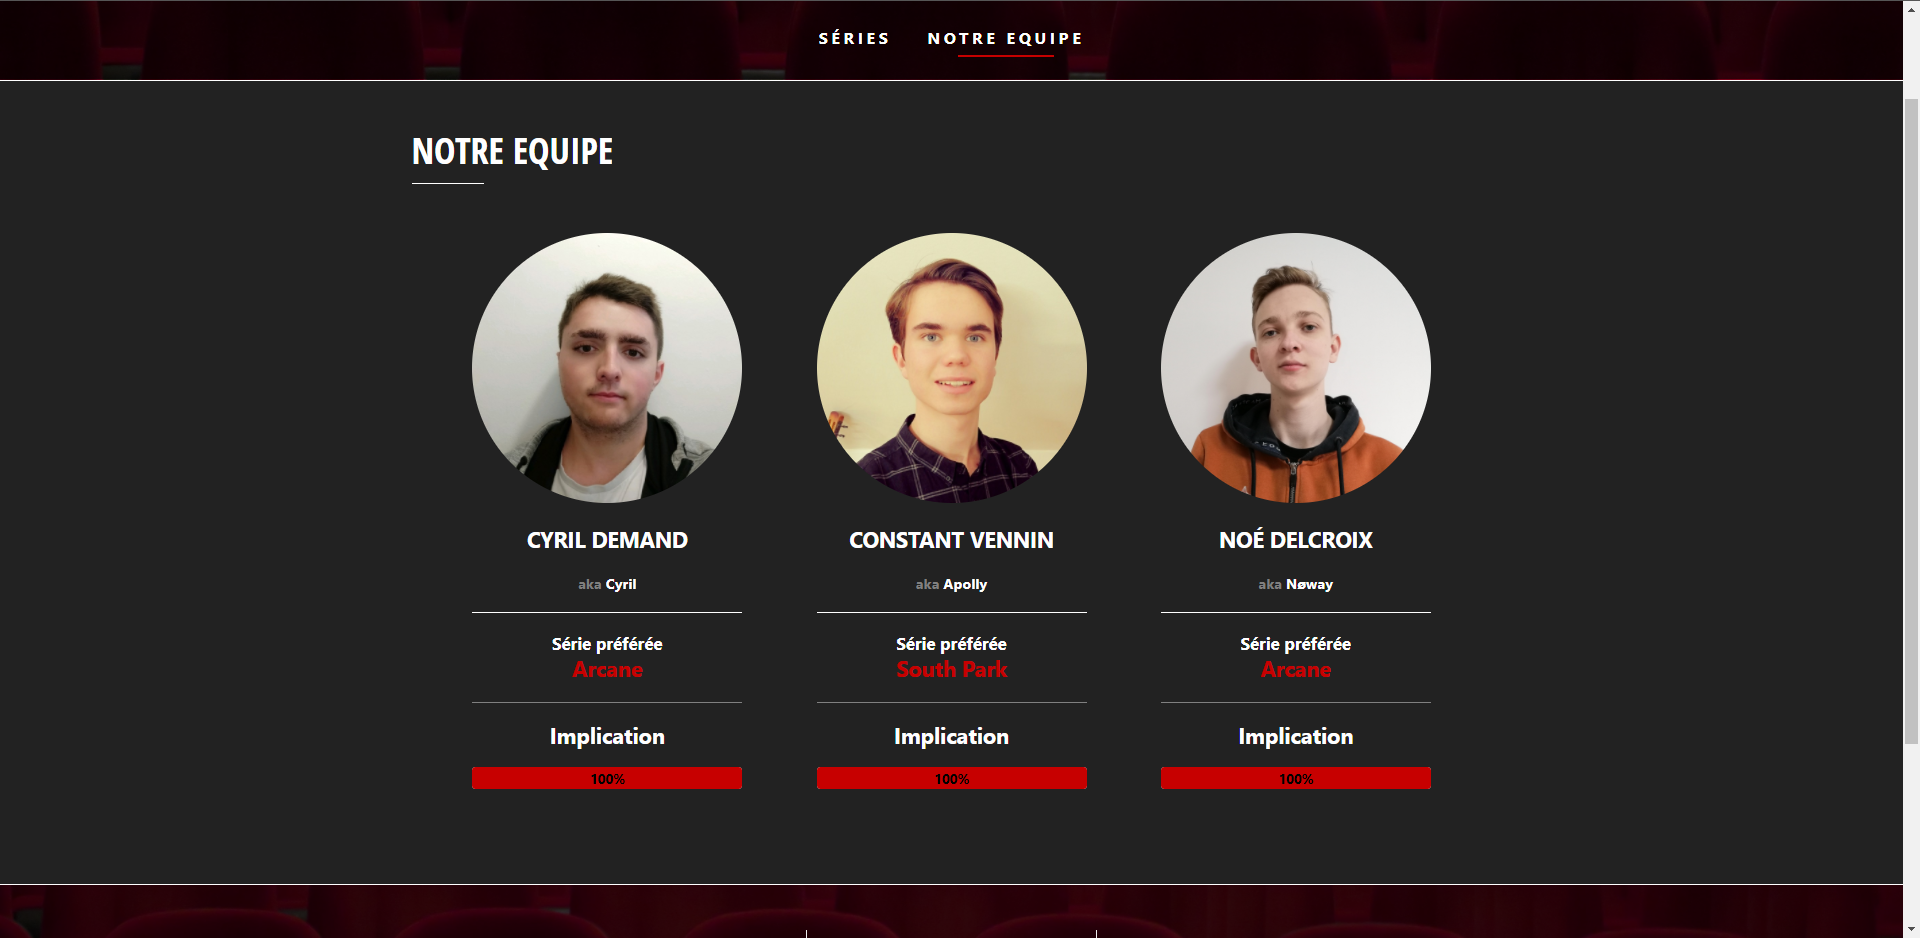 SÉRIES NOTRE EQUIPE
NOTRE EQUIPE
CYRIL DEMAND
aka Cyril
Série préférée
Arcane
Implication
100%
CONSTANT VENNIN
aka Apolly
Série préférée
South Park
Implication
100%
NOÉ DELCROIX
aka Nøway
Série préférée
Arcane
Implication
100%